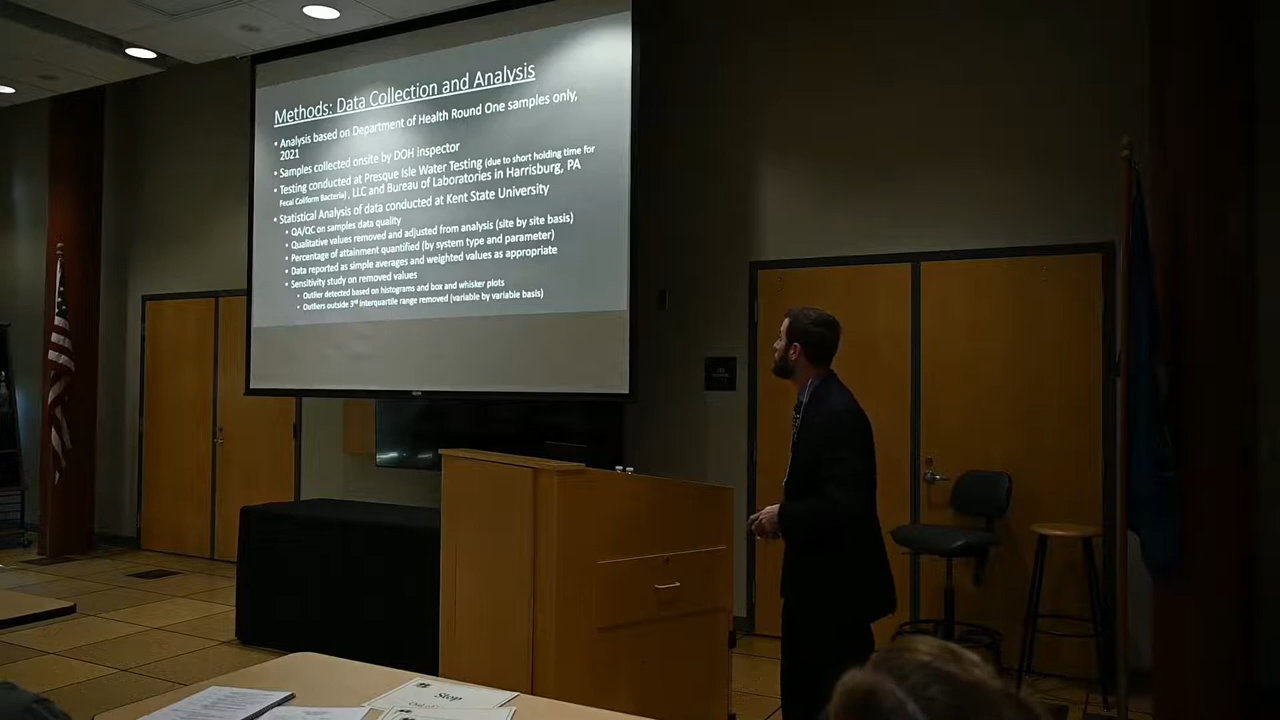 Methods: Data Collection and Analysis
• Analysis based on Department of Health Round One samples only,
2021
• Samples collected onsite by DOH inspector
• Testing conducted at Presque Isle Water Testing (due to short holding time for
Fecal Coliform Bacteria), LLC and Bureau of Laboratories in Harrisburg, PA
• Statistical Analysis of data conducted at Kent State University
• QA/QC on samples data quality
• Qualitative values removed and adjusted from analysis (site by site basis)
• Percentage of attainment quantified (by system type and parameter)
• Data reported as simple averages and weighted values as appropriate
• Sensitivity study on removed values
• Outlier detected based on histograms and box and whisker plots
• Outliers outside 3rd interquartile range removed (variable by variable basis)
Stop